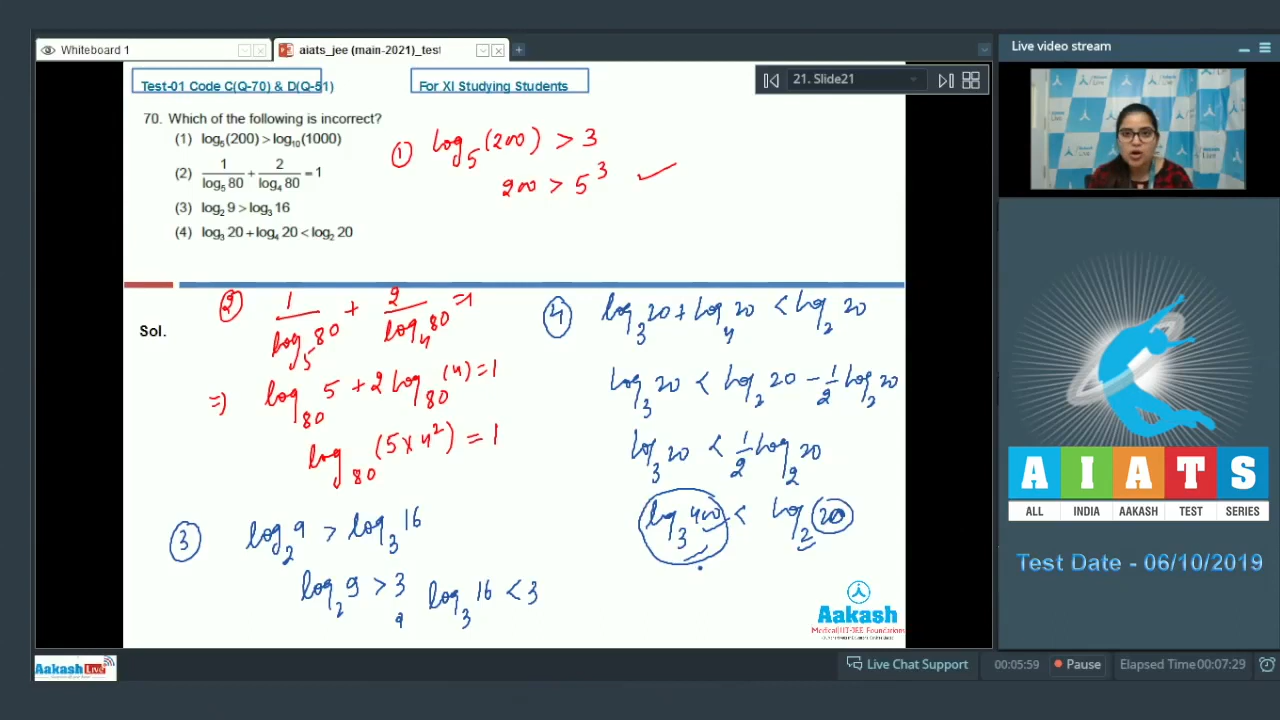 Whiteboard 1
aiats_jee (main-2021)_test
Live video stream
Test-01 Code C(Q-70) & D(Q-51)
For XI Studying Students
21. Slide21
70. Which of the following is incorrect?
(1) log₅(200) > log₁₀(1000)
(2) 1/log₅ 80 + 2/log₄ 80 = 1
(3) log₂ 9 > log₃ 16
(4) log₃ 20 + log₄ 20 < log₂ 20
① log₅(200) > 3
200 > 5³ ✓
Sol.
② 1/log₅ 80 + 2/log₄ 80 = 1
⇒ log₈₀ 5 + 2 log₈₀ (4) = 1
log₈₀ (5 × 4²) = 1
③ log₂ 9 > log₃ 16
log₂ 9 > 3, log₃ 16 < 3
④ log₃ 20 + log₄ 20 < log₂ 20
log₃ 20 < log₂ 20 − ½ log₂ 20
log₃ 20 < ½ log₂ 20
log₃ 400 < log₂ (20)
Aakash
Medical|IIT-JEE|Foundations
AIATS
ALL INDIA AAKASH TEST SERIES
Test Date - 06/10/2019
Aakash Live
Live Chat Support
00:05:59
Pause
Elapsed Time 00:07:29